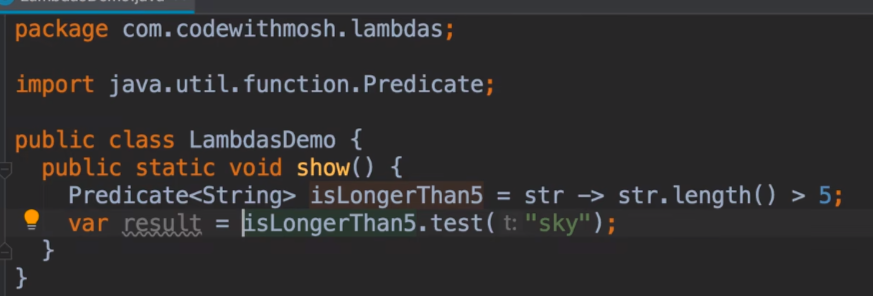 LambdasDemo.java
package com.codewithmosh.lambdas;
import java.util.function.Predicate;
public class LambdasDemo {
public static void show() {
Predicate<String> isLongerThan5 = str -> str.length() > 5;
var result = isLongerThan5.test( t: "sky");
}
}